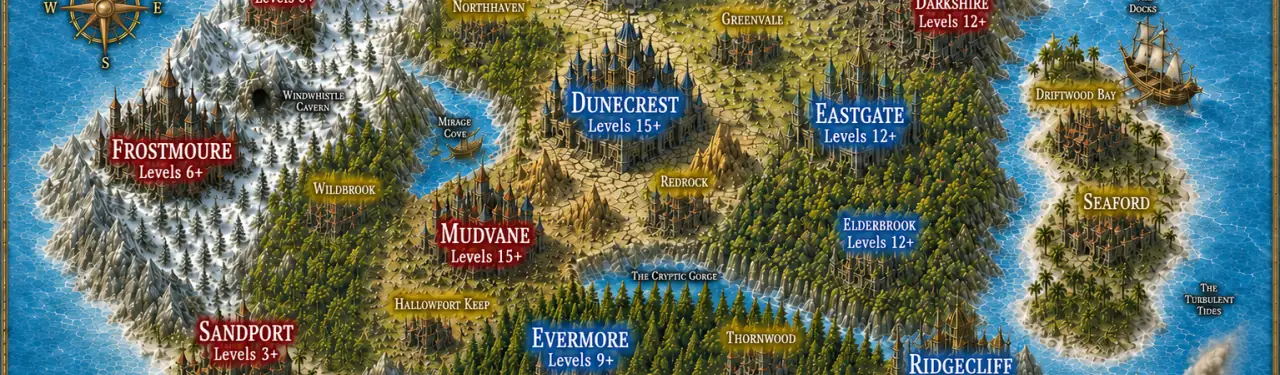 W
E
S
NORTHHAVEN
GREENVALE
DARKSHIRE
Levels 12+
DOCKS
WINDWHISTLE
CAVERN
MIRAGE
COVE
DUNECREST
Levels 15+
EASTGATE
Levels 12+
DRIFTWOOD BAY
FROSTMOURE
Levels 6+
WILDBROOK
REDROCK
SEAFORD
MUDVANE
Levels 15+
ELDERBROOK
Levels 12+
THE CRYPTIC GORGE
HALLOWFORT KEEP
THE
TURBULENT
TIDES
SANDPORT
Levels 3+
EVERMORE
Levels 9+
THORNWOOD
RIDGECLIFF